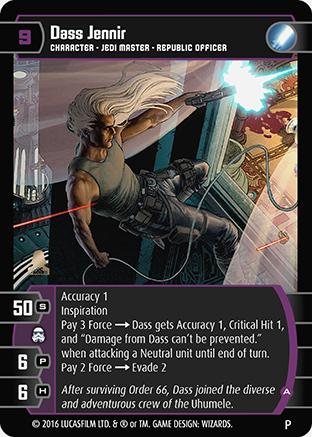 9
Dass Jennir
CHARACTER • JEDI MASTER • REPUBLIC OFFICER
50 S
6 P
6 H
Accuracy 1
Inspiration
Pay 3 Force → Dass gets Accuracy 1, Critical Hit 1,
and “Damage from Dass can’t be prevented.”
when attacking a Neutral unit until end of turn.
Pay 2 Force → Evade 2
After surviving Order 66, Dass joined the diverse
and adventurous crew of the Uhumele.
A
© 2016 LUCASFILM LTD. & ® or TM. GAME DESIGN: WIZARDS.
P